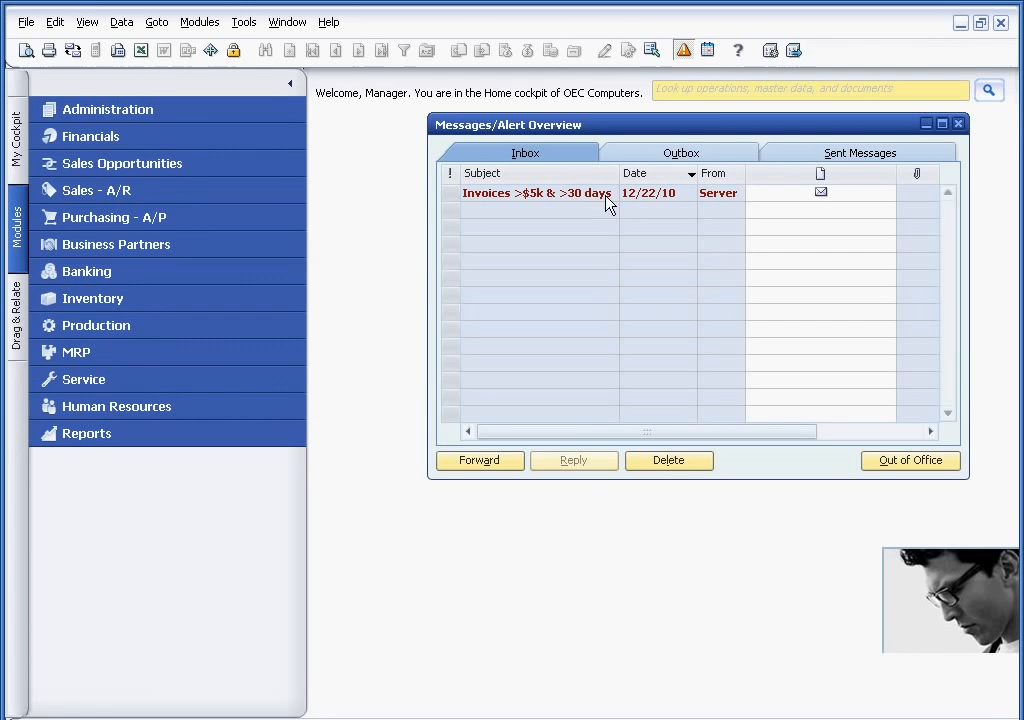 File Edit View Data Goto Modules Tools Window Help
My Cockpit
Modules
Drag & Relate
Administration
Financials
Sales Opportunities
Sales - A/R
Purchasing - A/P
Business Partners
Banking
Inventory
Production
MRP
Service
Human Resources
Reports
Welcome, Manager. You are in the Home cockpit of OEC Computers.
Look up operations, master data, and documents
Messages/Alert Overview
Inbox Outbox Sent Messages
! Subject Date From
Invoices >$5k & >30 days 12/22/10 Server
Forward Reply Delete Out of Office